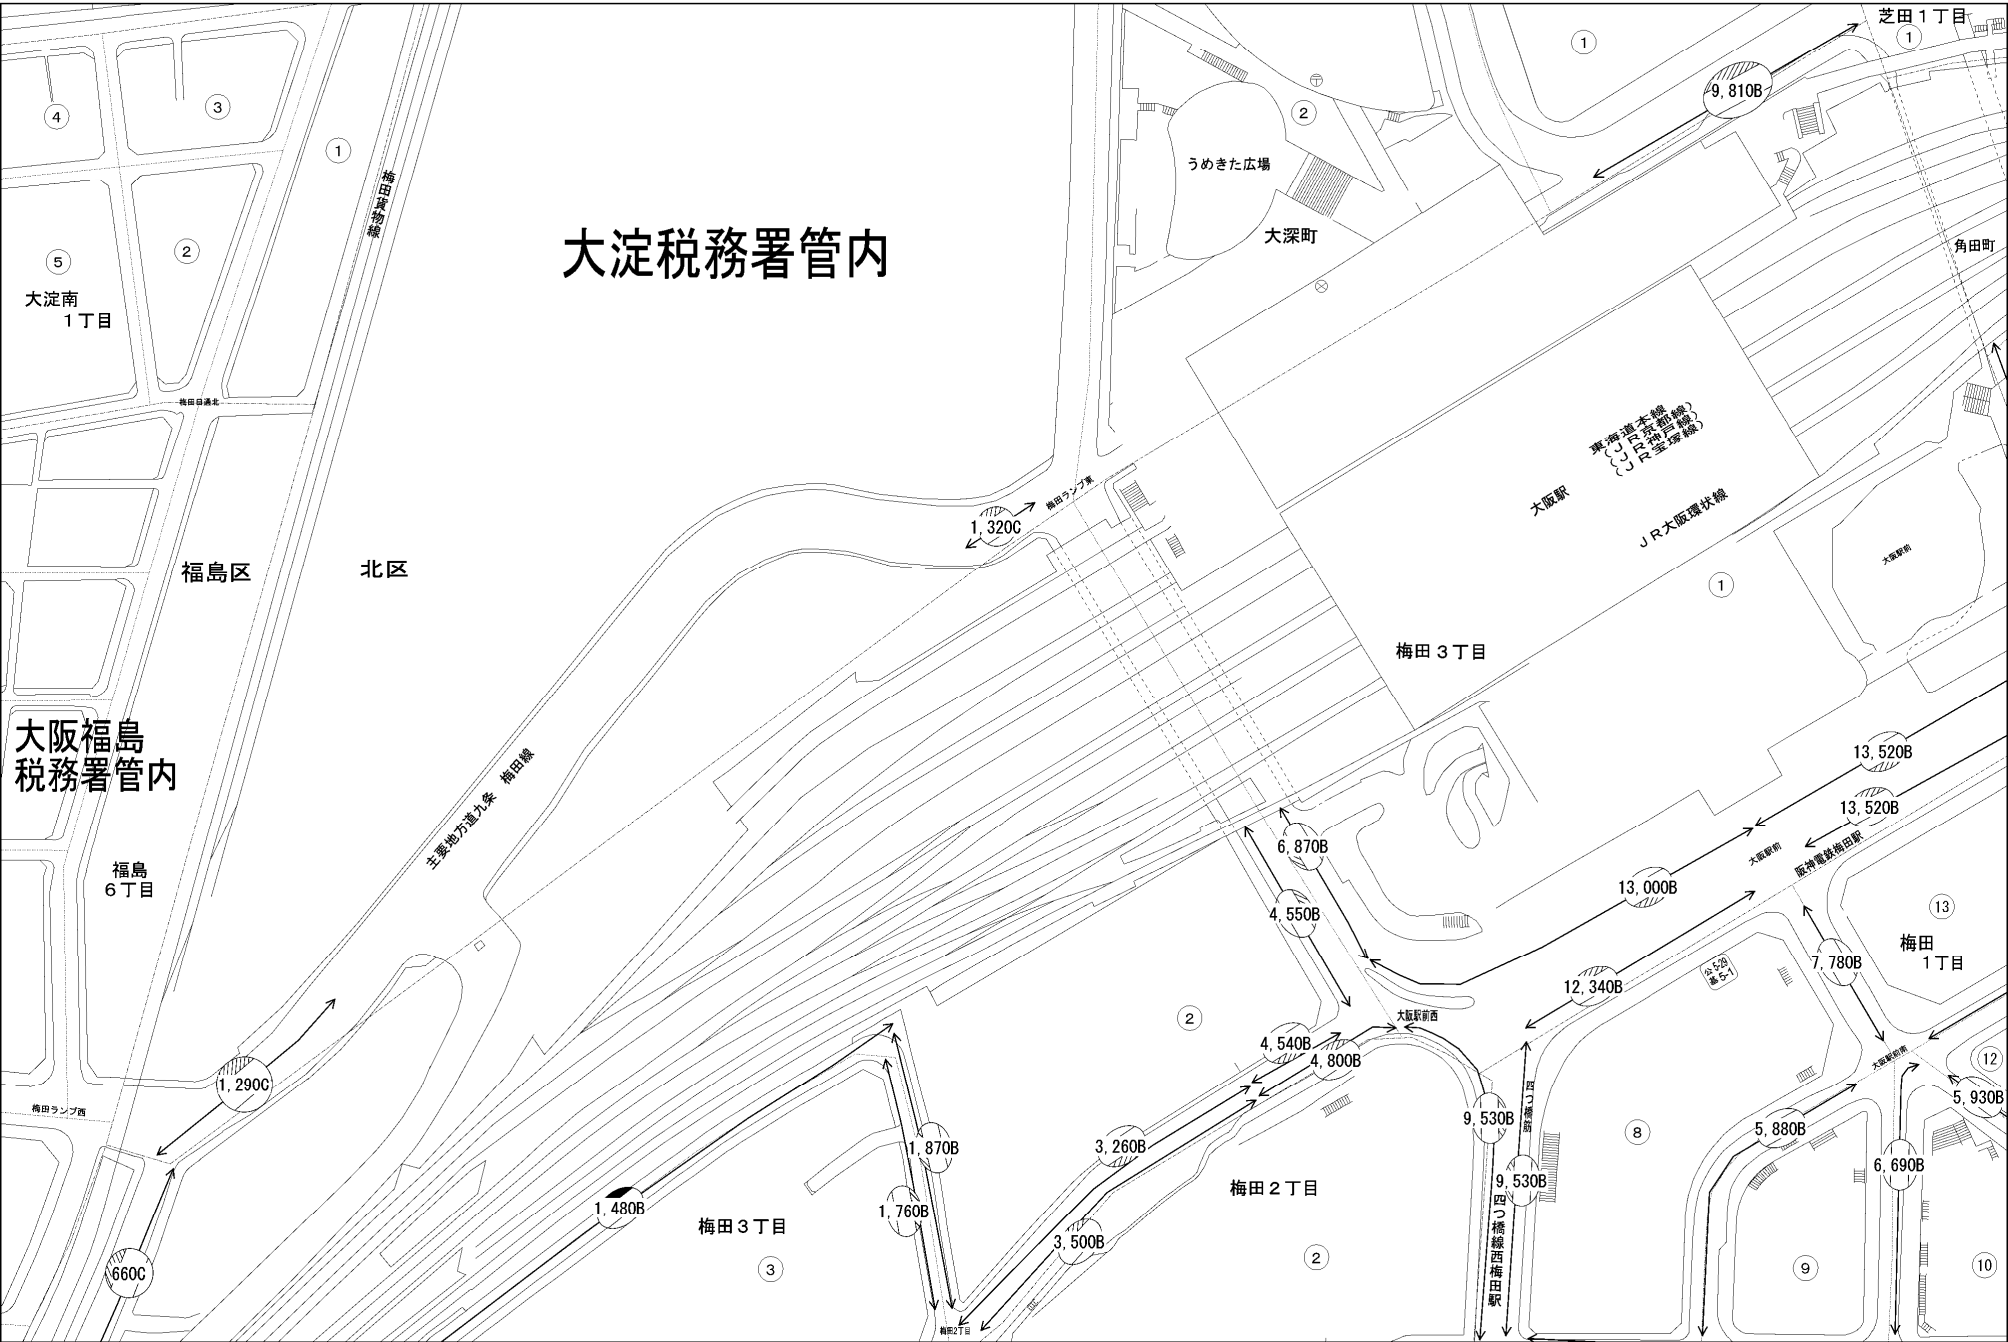 芝田１丁目
1
1
9,810B
4
3
2
1
うめきた広場
梅田貨物線
大淀税務署管内
大深町
角田町
5
2
大淀南
１丁目
梅田目通北
東海道本線
（ＪＲ京都線）
（ＪＲ神戸線）
（ＪＲ宝塚線）
大阪駅
ＪＲ大阪環状線
梅田ランプ東
1,320C
大阪駅前
福島区
北区
1
梅田３丁目
大阪福島
税務署管内
主要地方道九条　梅田線
13,520B
13,520B
大阪駅前
阪神電鉄梅田駅
6,870B
福島
６丁目
13,000B
4,550B
13
梅田
１丁目
7,780B
公5-29
基5-1
12,340B
2
大阪駅前西
4,540B
4,800B
大阪駅前南
12
1,290C
5,930B
梅田ランプ西
四つ橋筋
9,530B
8
5,880B
3,260B
1,870B
6,690B
9,530B
梅田２丁目
1,480B
1,760B
梅田３丁目
3,500B
四つ橋線西梅田駅
2
3
660C
9
10
梅田2丁目